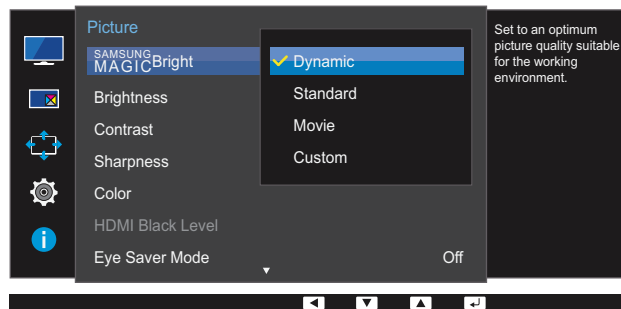 Picture
SAMSUNG
MAGICBright
Dynamic
Brightness
Standard
Contrast
Movie
Sharpness
Custom
Color
HDMI Black Level
Eye Saver Mode Off
Set to an optimum
picture quality suitable
for the working
environment.